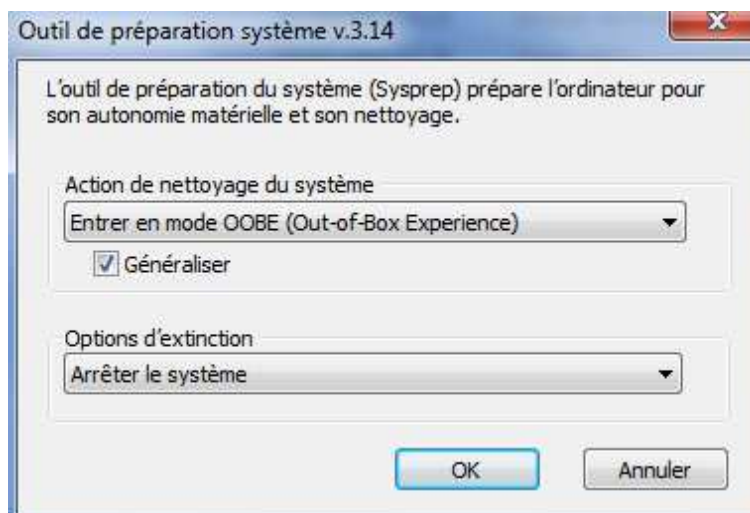 Outil de préparation système v.3.14
L'outil de préparation du système (Sysprep) prépare l'ordinateur pour
son autonomie matérielle et son nettoyage.
Action de nettoyage du système
Entrer en mode OOBE (Out-of-Box Experience)
Généraliser
Options d'extinction
Arrêter le système
OK Annuler